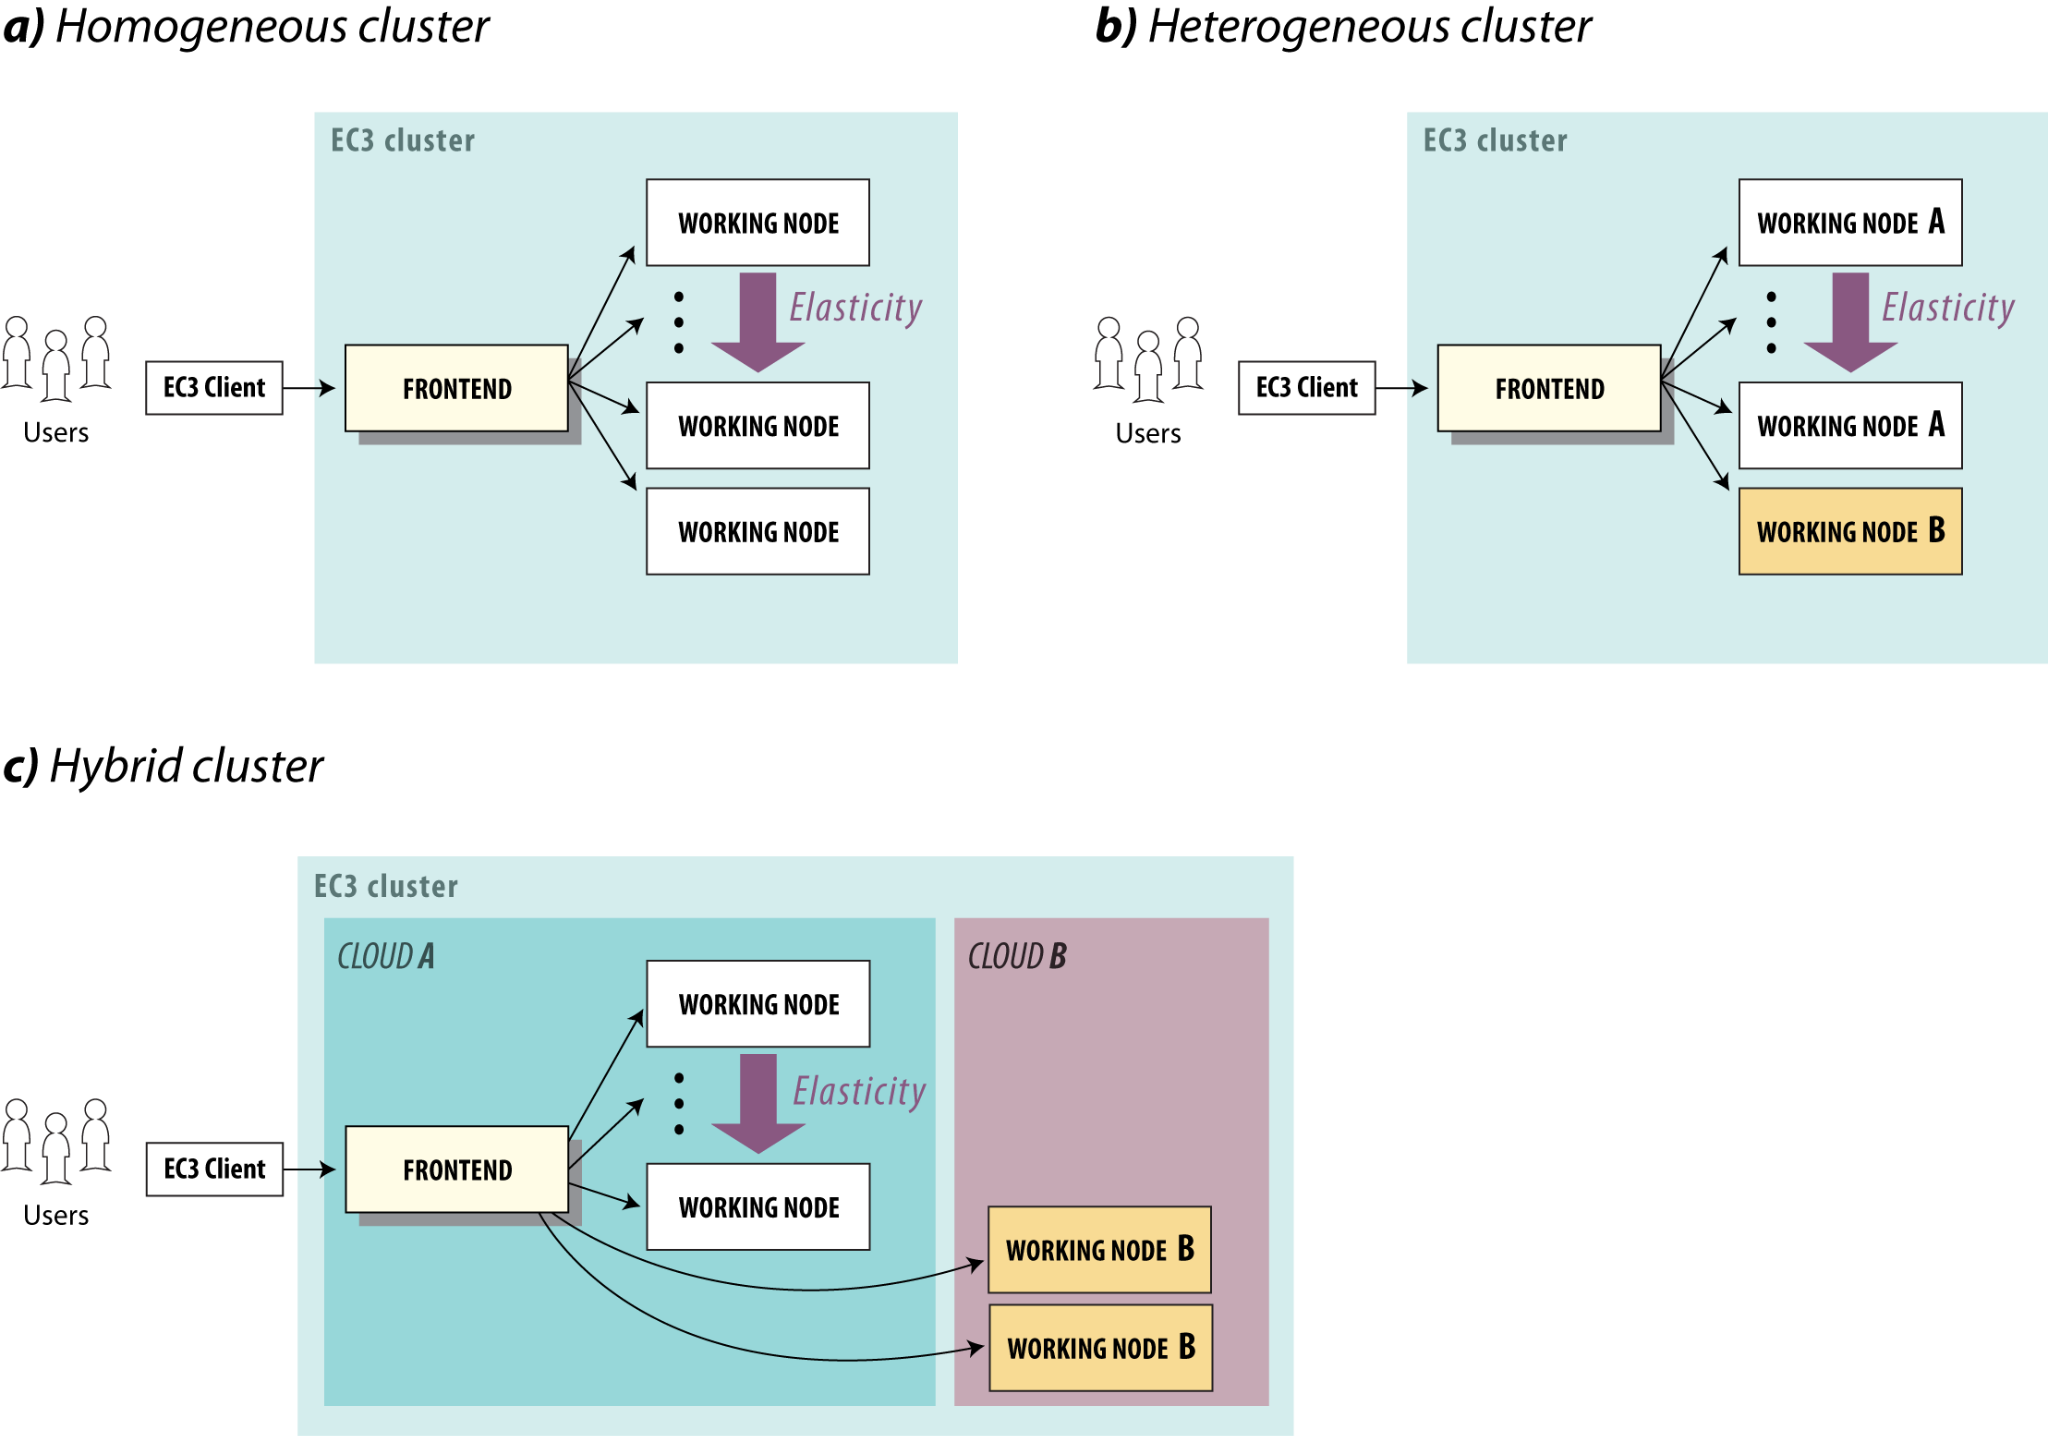 a) Homogeneous cluster
EC3 cluster
WORKING NODE
Elasticity
Users
EC3 Client
FRONTEND
WORKING NODE
WORKING NODE
b) Heterogeneous cluster
EC3 cluster
WORKING NODE A
Elasticity
Users
EC3 Client
FRONTEND
WORKING NODE A
WORKING NODE B
c) Hybrid cluster
EC3 cluster
CLOUD A
WORKING NODE
Elasticity
Users
EC3 Client
FRONTEND
WORKING NODE
CLOUD B
WORKING NODE B
WORKING NODE B